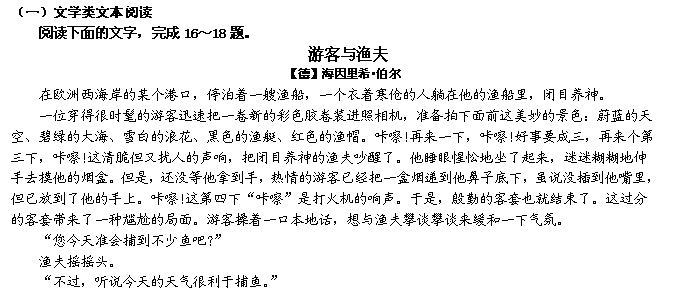 （一）文学类文本阅读
阅读下面的文字，完成16～18题。
游客与渔夫
【德】海因里希·伯尔
在欧洲西海岸的某个港口，停泊着一艘渔船，一个衣着寒伧的人躺在他的渔船里，闭目养神。
一位穿得很时髦的游客迅速把一卷新的彩色胶卷装进照相机，准备拍下面前这美妙的景色：蔚蓝的天
空、碧绿的大海、雪白的浪花、黑色的渔艇、红色的渔帽。咔嚓!再来一下，咔嚓!好事要成三，再来个第
三下，咔嚓!这清脆但又扰人的声响，把闭目养神的渔夫吵醒了。他睡眼惺忪地坐了起来，迷迷糊糊地伸
手去摸他的烟盒。但是，还没等他拿到手，热情的游客已经把一盒烟递到他鼻子底下，虽说没插到他嘴里，
但已放到了他的手上。咔嚓!这第四下“咔嚓”是打火机的响声。于是，殷勤的客套也就结束了。这过分
的客套带来了一种尴尬的局面。游客操着一口本地话，想与渔夫攀谈攀谈来缓和一下气氛。
“您今天准会捕到不少鱼吧?”
渔夫摇摇头。
“不过，听说今天的天气很利于捕鱼。”